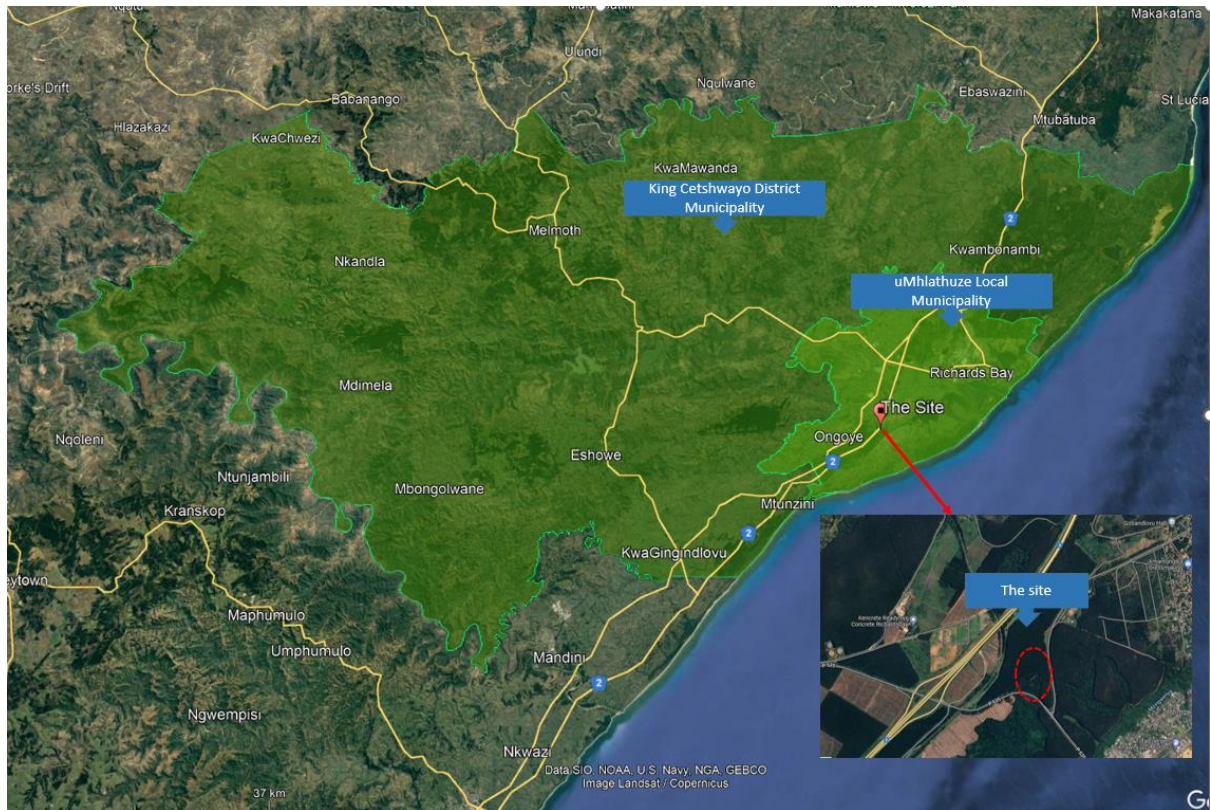 Nqutu
Makakatana
Ulundi
orke's Drift
Nqulwane
Babanango
Ebaswazini
St Lucia
Hlazakazi
Mtubatuba
KwaChwezi
KwaMawanda
King Cetshwayo District
Municipality
2
Melmoth
Kwambonambi
Nkandla
uMhlathuze Local
Municipality
Richards Bay
Mdimela
The Site
Nqoleni
Ongoye
Eshowe
2
Ntunjambili
Mbongolwane
Mtunzini
Kranskop
2
KwaGingindlovu
eytown
The site
Maphumulo
Umphumulo
Mandini
2
Ngwempisi
Nkwazi
Data SIO, NOAA, U.S. Navy, NGA, GEBCO
Image Landsat / Copernicus
37 km